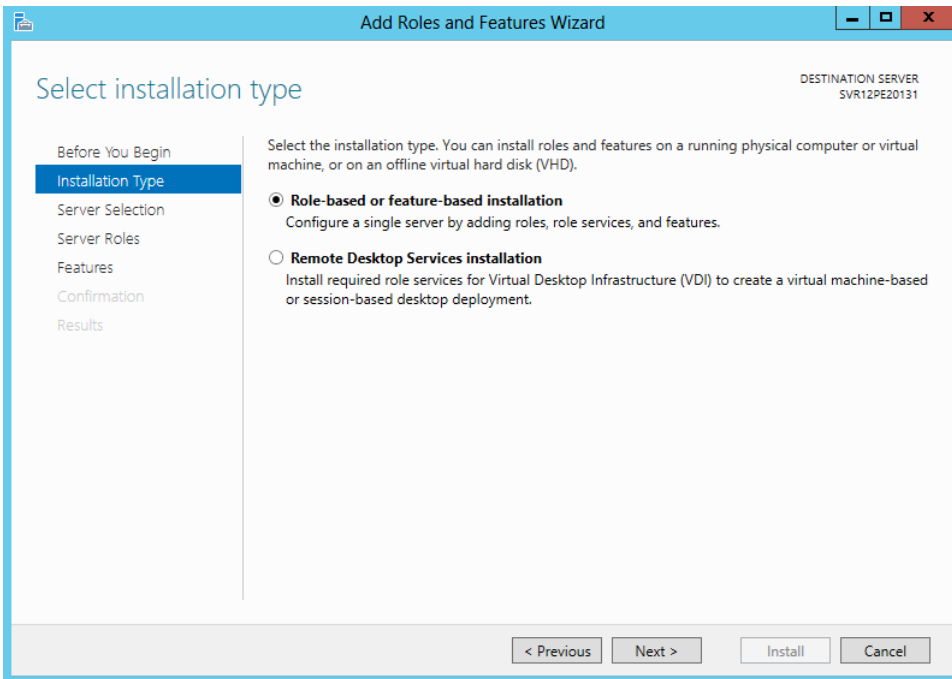 Add Roles and Features Wizard
Select installation type
DESTINATION SERVER
SVR12PE20131
Before You Begin
Installation Type
Server Selection
Server Roles
Features
Confirmation
Results
Select the installation type. You can install roles and features on a running physical computer or virtual
machine, or on an offline virtual hard disk (VHD).
Role-based or feature-based installation
Configure a single server by adding roles, role services, and features.
Remote Desktop Services installation
Install required role services for Virtual Desktop Infrastructure (VDI) to create a virtual machine-based
or session-based desktop deployment.
< Previous
Next >
Install
Cancel